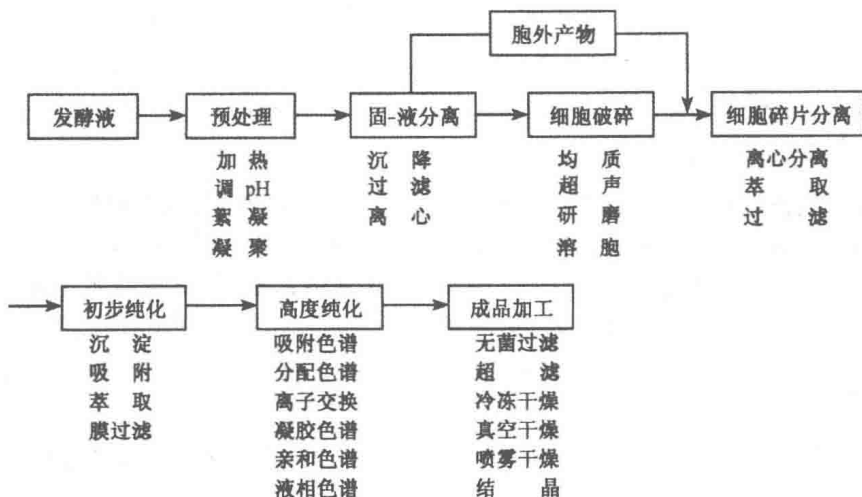 胞外产物
发酵液 预处理 固-液分离 细胞破碎 细胞碎片分离
加热 沉降 均质 离心分离
调pH 过滤 超声 萃取
絮凝 离心 研磨 过滤
凝聚 溶胞
初步纯化 高度纯化 成品加工
沉淀 吸附色谱 无菌过滤
吸附 分配色谱 超滤
萃取 离子交换 冷冻干燥
膜过滤 凝胶色谱 真空干燥
亲和色谱 喷雾干燥
液相色谱 结晶